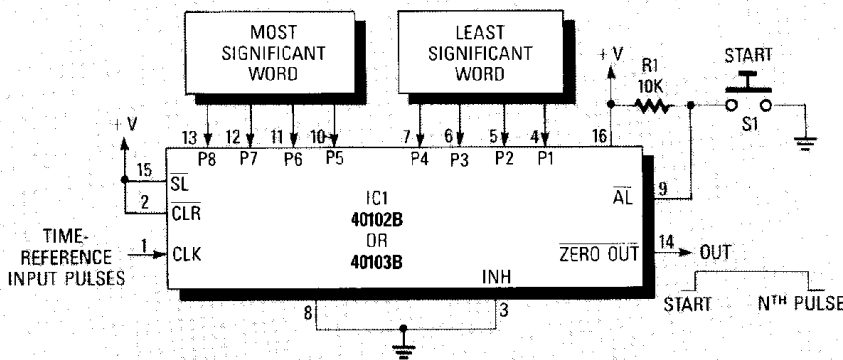 MOST
SIGNIFICANT
WORD
LEAST
SIGNIFICANT
WORD
+V
R1
10K
START
S1
+V
13 12 11 10 7 6 5 4 16
P8 P7 P6 P5 P4 P3 P2 P1
15
SL
2
CLR
IC1
40102B
OR
40103B
AL
9
TIME-
REFERENCE
INPUT PULSES
1
CLK
ZERO OUT
14
OUT
INH
START
NTH PULSE
8
3